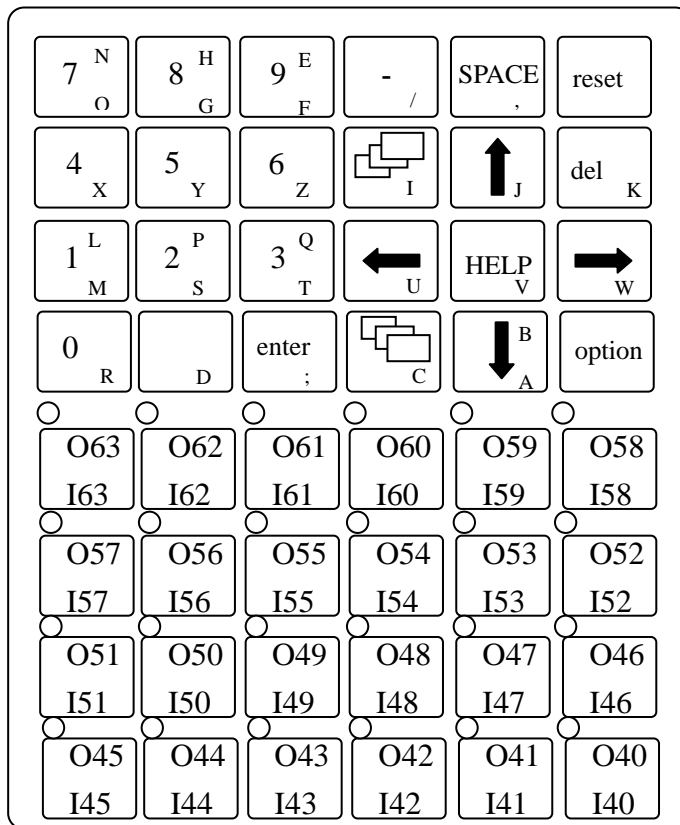 7 N O 8 H G 9 E F - / SPACE , reset
4 X 5 Y 6 Z I J del K
1 L M 2 P S 3 Q T U HELP V W
0 R D enter ; C B A option
O63 O62 O61 O60 O59 O58
I63 I62 I61 I60 I59 I58
O57 O56 O55 O54 O53 O52
I57 I56 I55 I54 I53 I52
O51 O50 O49 O48 O47 O46
I51 I50 I49 I48 I47 I46
O45 O44 O43 O42 O41 O40
I45 I44 I43 I42 I41 I40